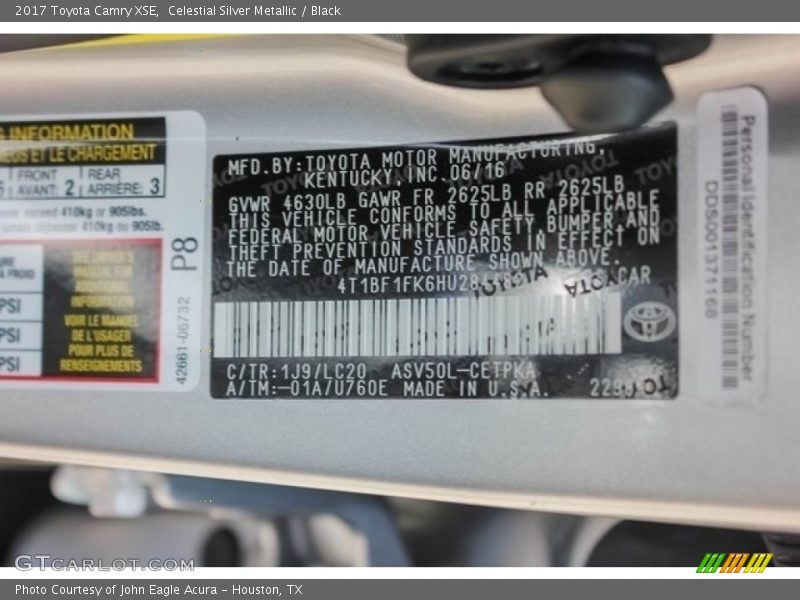 2017 Toyota Camry XSE, Celestial Silver Metallic / Black
INFORMATION
ET LE CHARGEMENT
FRONT
AVANT: 2
REAR
ARRIÈRE: 3
exceed 410kg or 905lbs.
dépasser 410kg ou 905lb.
SEE OWNER'S
MANUAL FOR
ADDITIONAL
INFORMATION
VOIR LE MANUEL
DE L'USAGER
POUR PLUS DE
RENSEIGNEMENTS
PSI
PSI
PSI
42661-06732
P8
MFD.BY:TOYOTA MOTOR MANUFACTURING,
KENTUCKY,INC.06/16
GVWR 4630LB GAWR FR 2625LB RR 2625LB
THIS VEHICLE CONFORMS TO ALL APPLICABLE
FEDERAL MOTOR VEHICLE SAFETY, BUMPER AND
THEFT PREVENTION STANDARDS IN EFFECT ON
THE DATE OF MANUFACTURE SHOWN ABOVE.
CAR
C/TR:1J9/LC20 ASV50L-CETPKA
A/TM:-01A/U760E MADE IN U.S.A.
TOYOTA
Personal Identification Number
DDS001371168
GTCARLOT.COM
Photo Courtesy of John Eagle Acura - Houston, TX